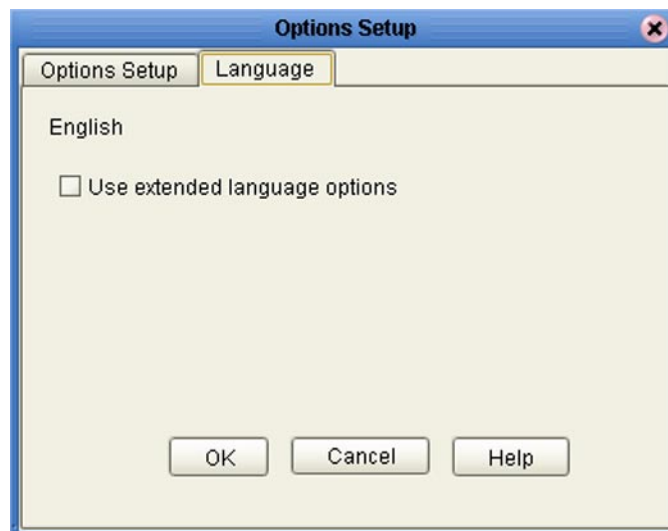 Options Setup
Options Setup Language
English
Use extended language options
OK Cancel Help